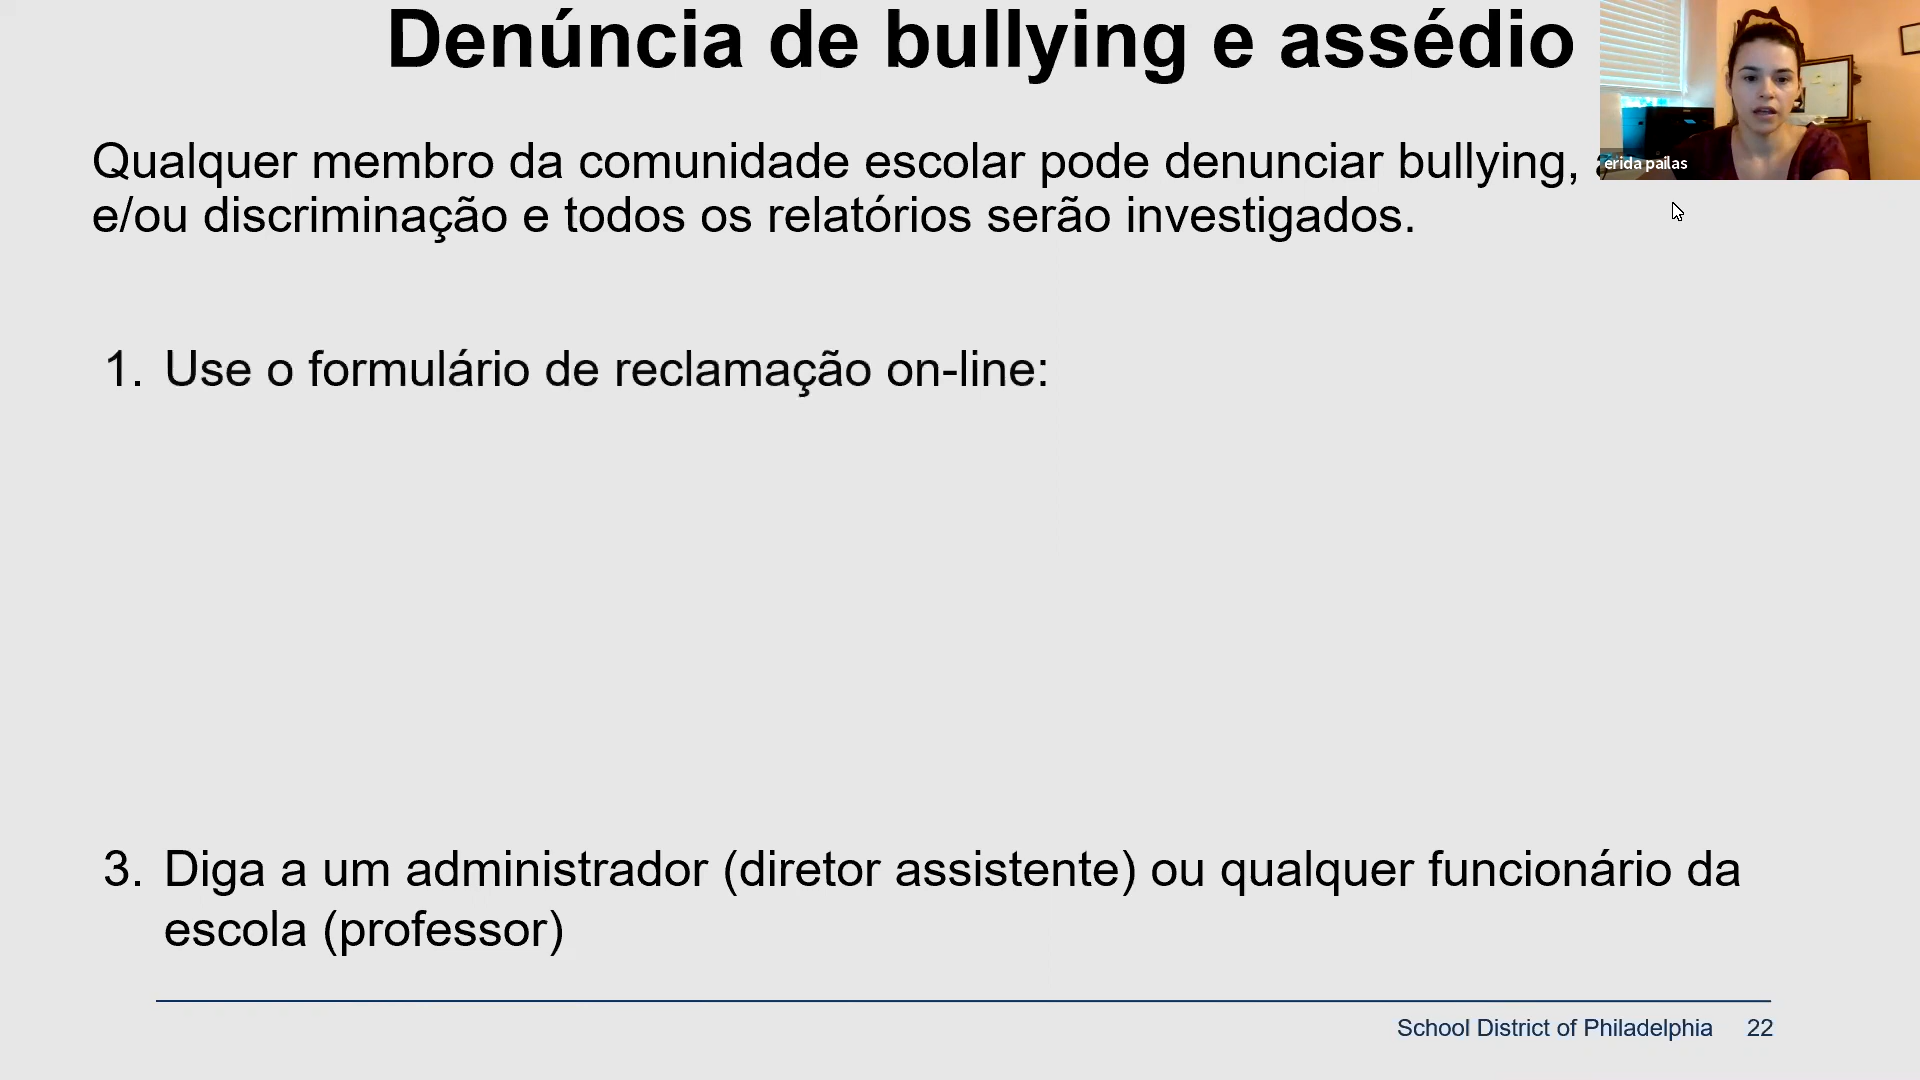 Denúncia de bullying e assédio
Qualquer membro da comunidade escolar pode denunciar bullying,
e/ou discriminação e todos os relatórios serão investigados.
érida pailas
1. Use o formulário de reclamação on-line:
3. Diga a um administrador (diretor assistente) ou qualquer funcionário da
escola (professor)
School District of Philadelphia 22